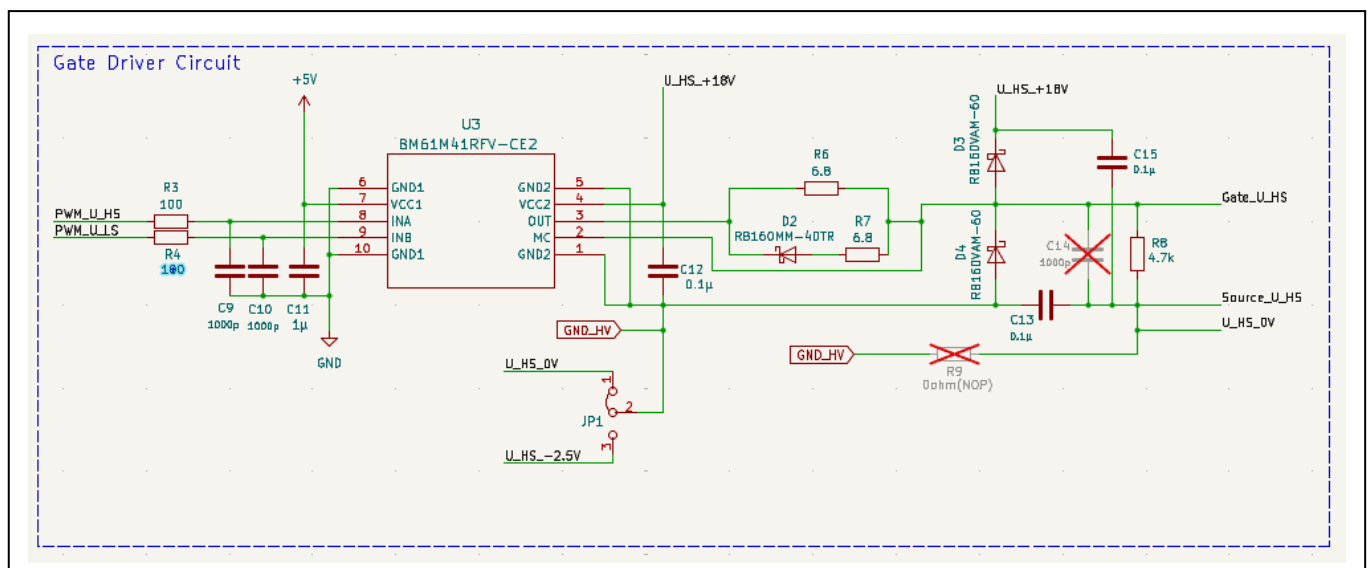 Gate Driver Circuit
+5V
U_HS_+18V
U_HS_+18V
U3
BM61M41RFV-CE2
D3
RB160VAM-60
R6
6.8
C15
0.1µ
R3
100
6 GND1
GND2 5
7 VCC1
VCC2 4
PWM_U_HS
8 INA
OUT 3
PWM_U_LS
9 INB
MC 2
10 GND1
GND2 1
R4
100
D2
RB160MM-40TR
R7
6.8
Gate_U_HS
D4
RB160VAM-60
C14
1000p
R8
4.7k
C12
0.1µ
C9
1000p
C10
1000p
C11
1µ
GND
Source_U_HS
C13
0.1µ
U_HS_0V
GND_HV
GND_HV
R9
0ohm(NOP)
U_HS_0V
1
2
JP1
3
U_HS_-2.5V